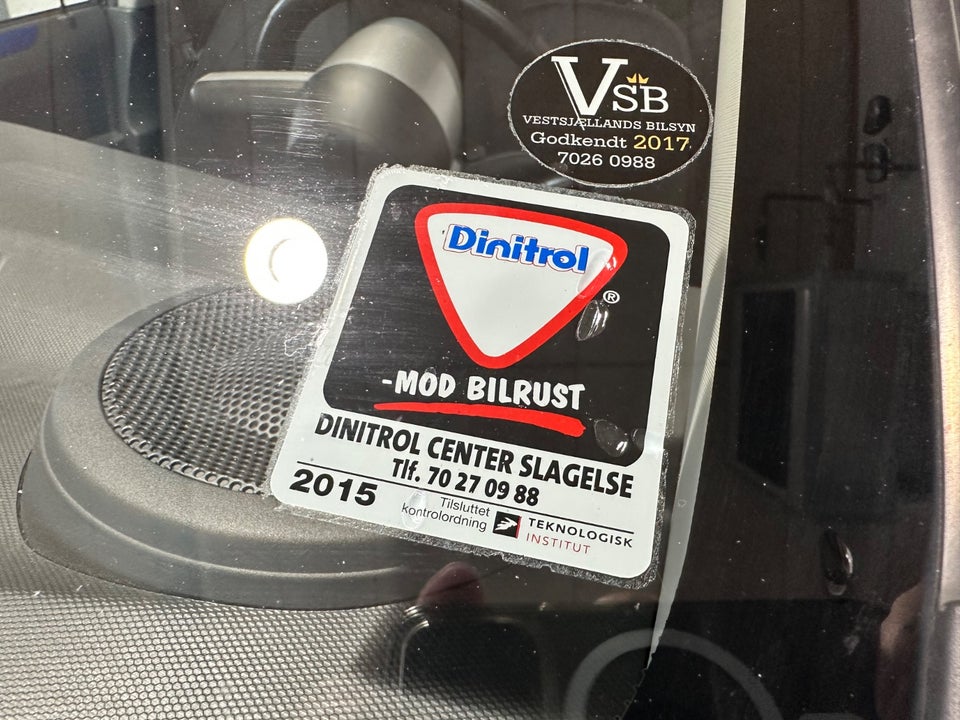 VSB
VESTSJÆLLANDS BILSYN
Godkendt 2017
7026 0988
Dinitrol
®
-MOD BILRUST
DINITROL CENTER SLAGELSE
Tlf. 70 27 09 88
2015
Tilsluttet
kontrolordning
TEKNOLOGISK
INSTITUT